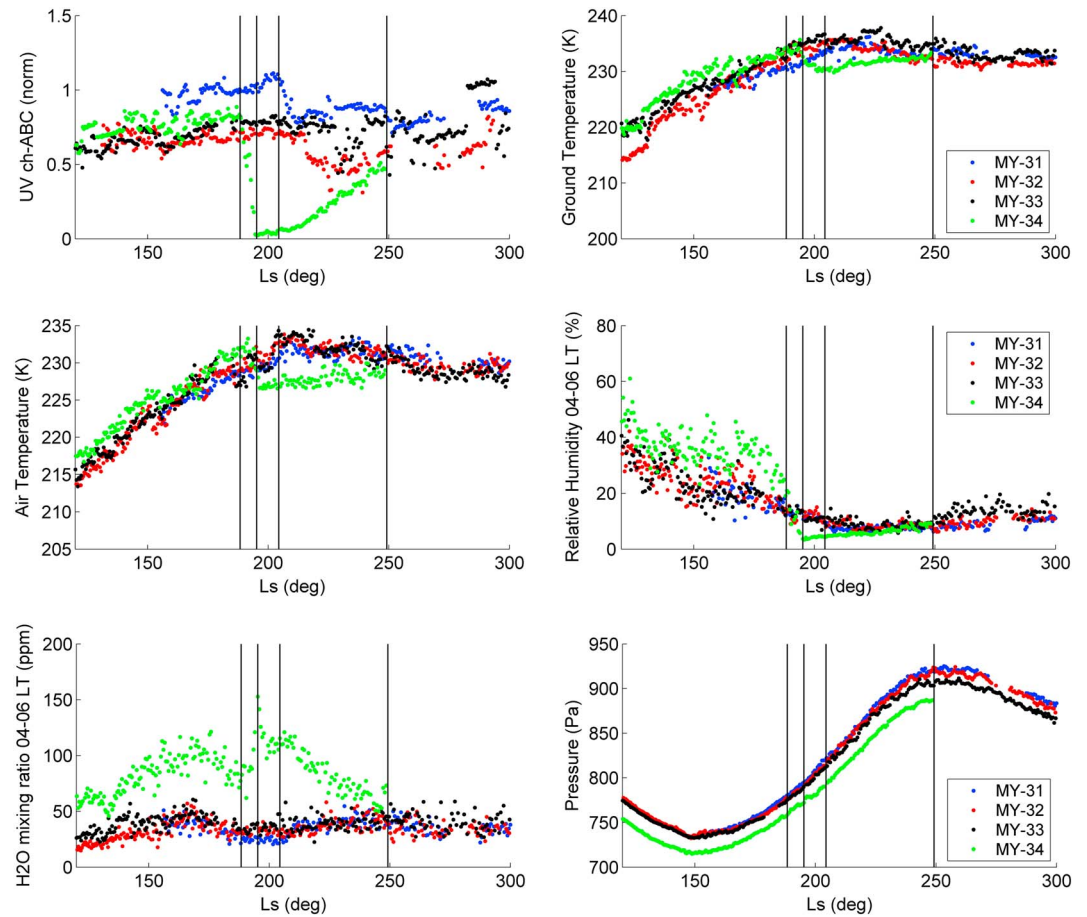 UV ch-ABC (norm)
1.5
1
0.5
0
150 200 250 300
Ls (deg)
Ground Temperature (K)
240
230
220
210
200
MY-31
MY-32
MY-33
MY-34
150 200 250 300
Ls (deg)
Air Temperature (K)
235
230
225
220
215
210
205
150 200 250 300
Ls (deg)
Relative Humidity 04-06 LT (%)
80
60
40
20
0
MY-31
MY-32
MY-33
MY-34
150 200 250 300
Ls (deg)
H2O mixing ratio 04-06 LT (ppm)
200
150
100
50
0
150 200 250 300
Ls (deg)
Pressure (Pa)
950
900
850
800
750
700
MY-31
MY-32
MY-33
MY-34
150 200 250 300
Ls (deg)